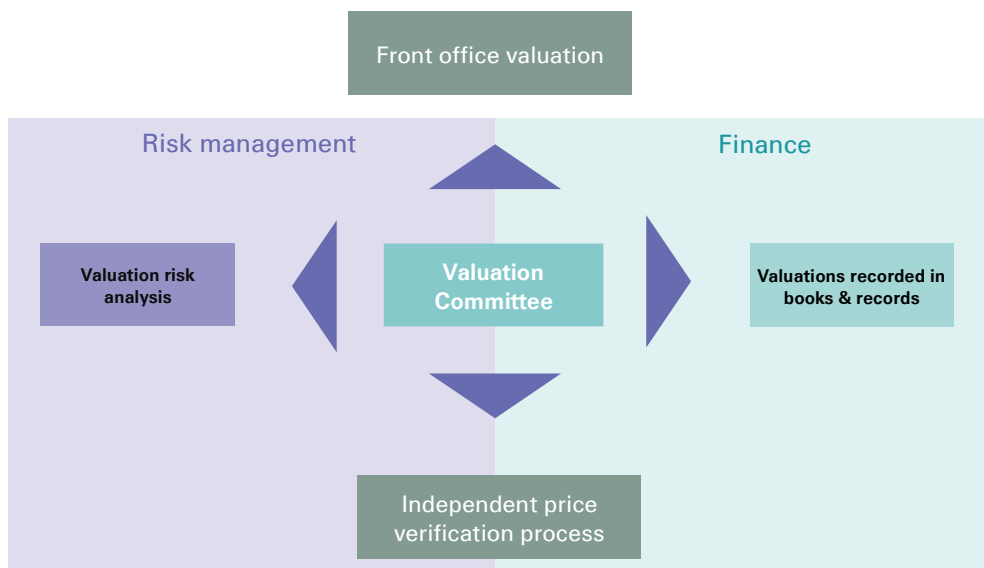 Front office valuation
Risk management
Finance
Valuation risk
analysis
Valuation
Committee
Valuations recorded in
books & records
Independent price
verification process